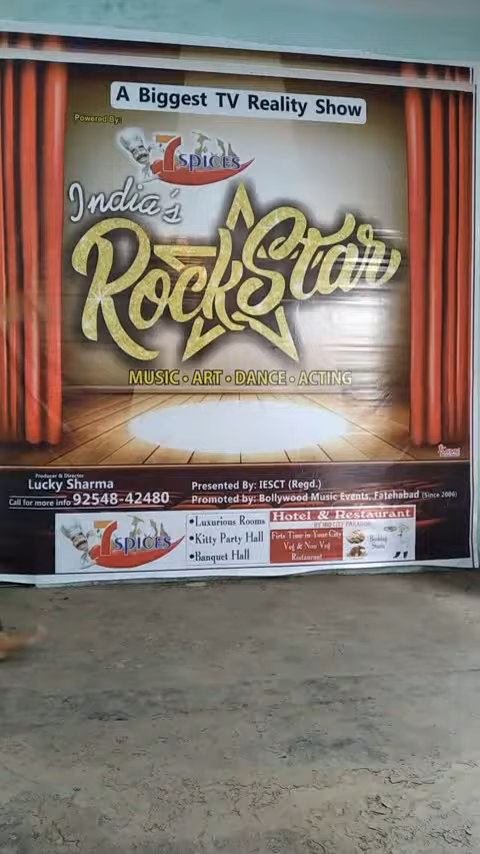 A Biggest TV Reality Show
Powered By:
7 SPICES
India's
RockStar
MUSIC • ART • DANCE • ACTING
Producer & Director
Lucky Sharma
Call for more info 92548-42480
Presented By: IESCT (Regd.)
Promoted by: Bollywood Music Events, Fatehabad (Since 2006)
7 SPICES
•Luxurious Rooms
•Kitty Party Hall
•Banquet Hall
Hotel & Restaurant
Firts Time in Your City
Veg & Non Veg
Restaurant